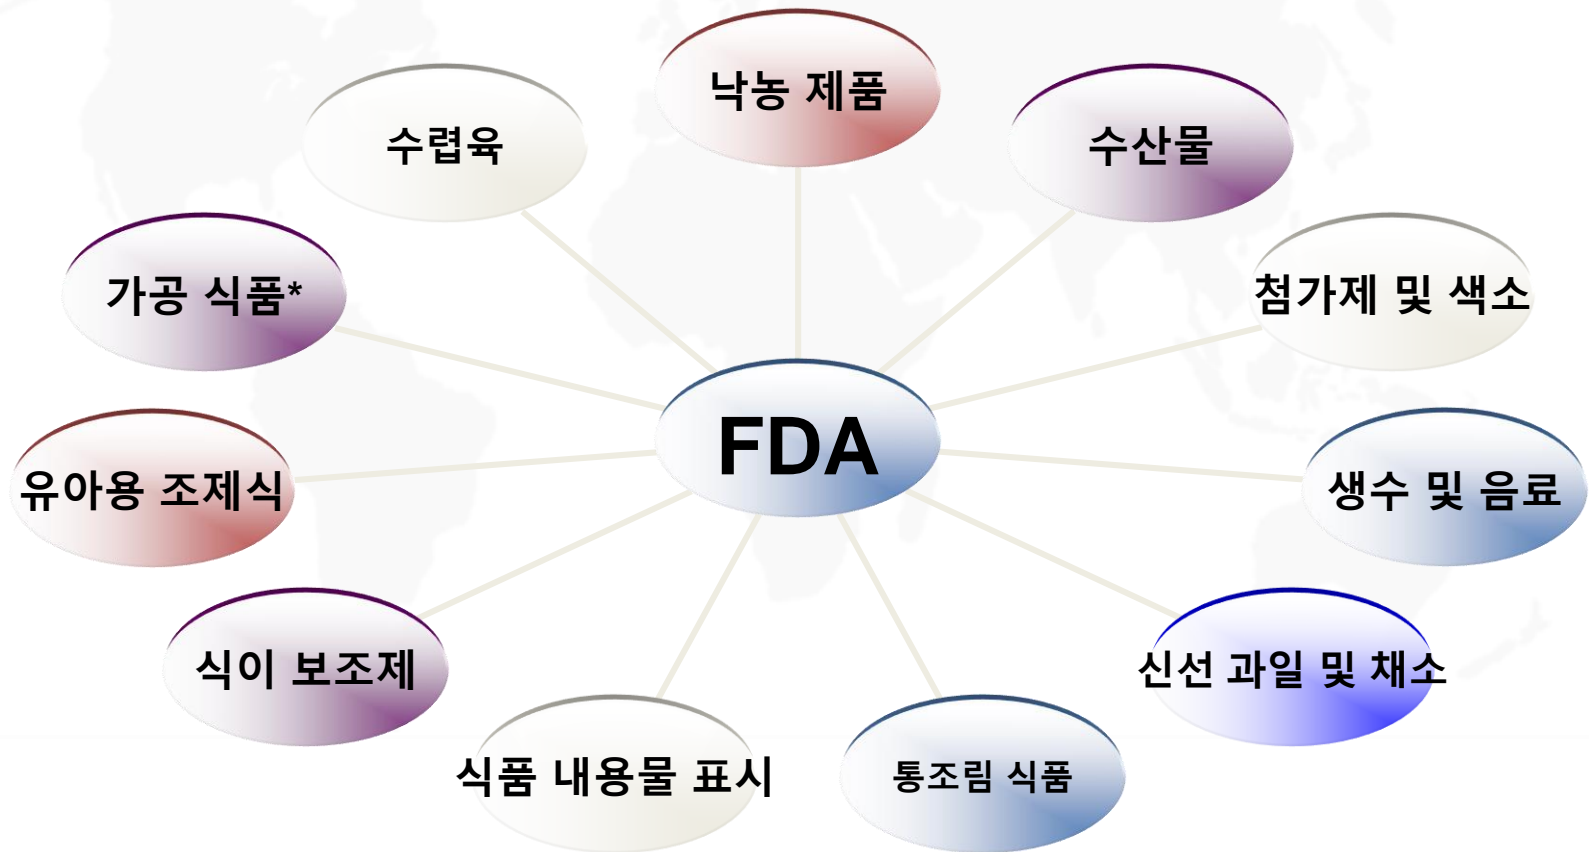 낙농 제품
수렵육
수산물
가공 식품*
첨가제 및 색소
FDA
유아용 조제식
생수 및 음료
식이 보조제
신선 과일 및 채소
식품 내용물 표시
통조림 식품